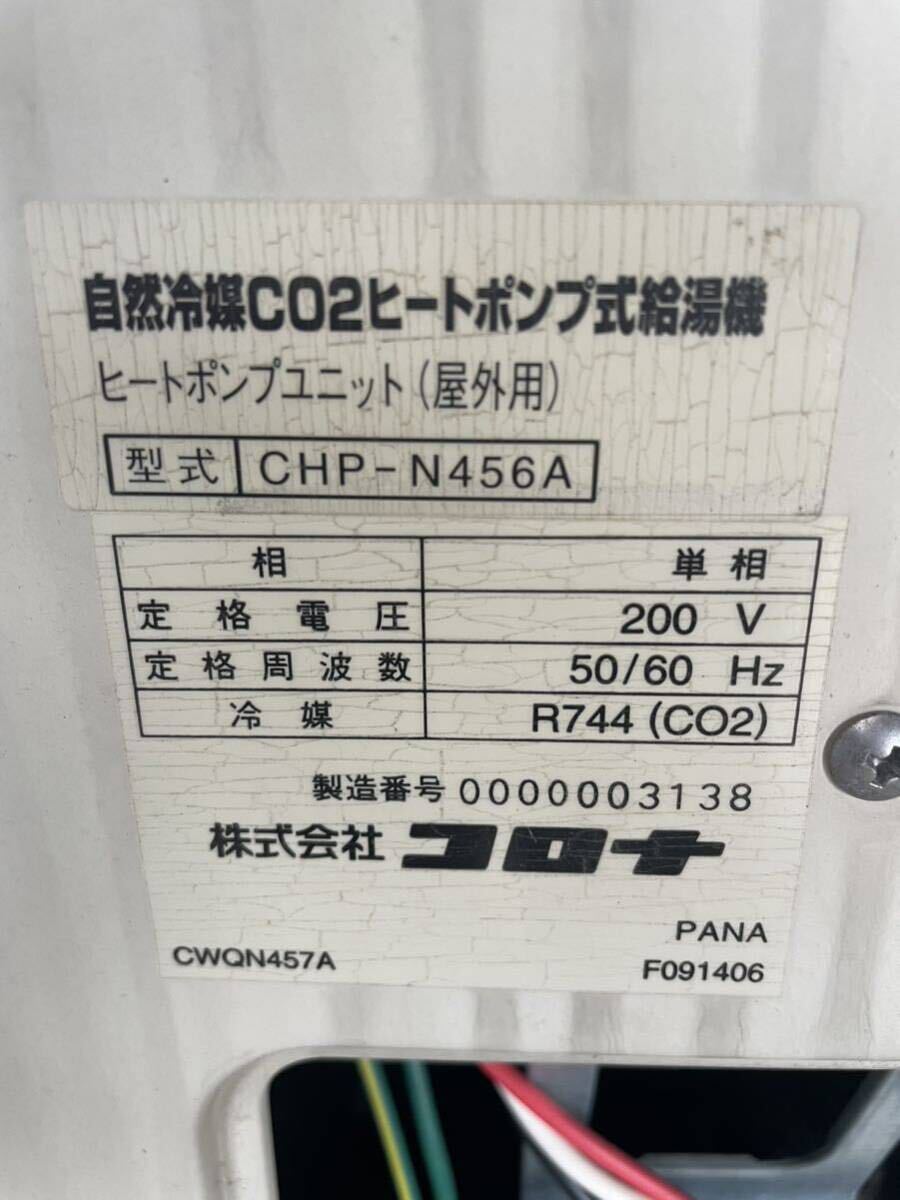 自然冷媒CO2ヒートポンプ式給湯機
ヒートポンプユニット(屋外用)
型式 CHP-N456A
相 単相
定格電圧 200 V
定格周波数 50/60 Hz
冷媒 R744 (CO2)
製造番号 0000003138
株式会社 コロナ
PANA
CWQN457A F091406